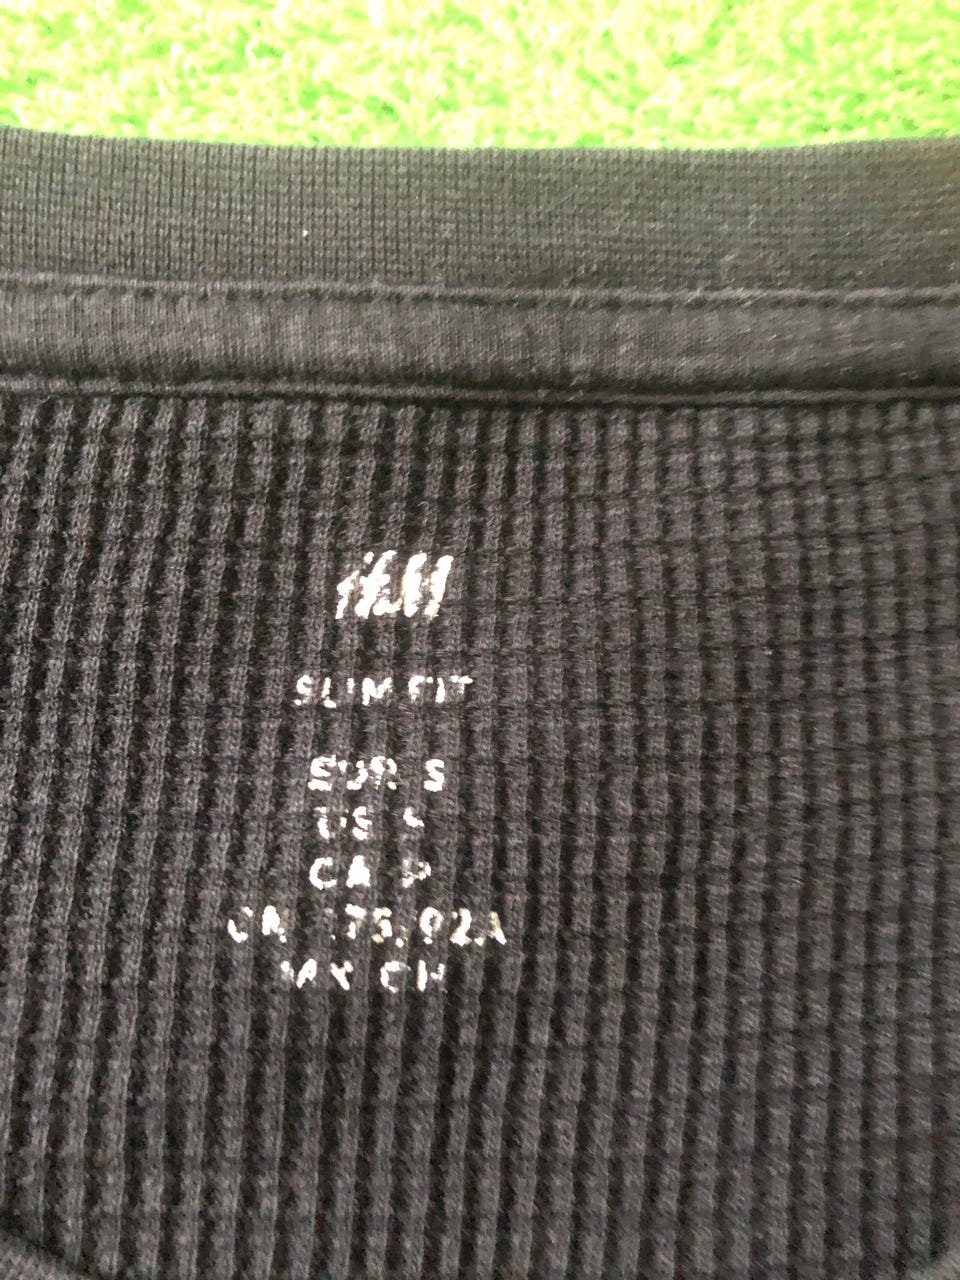 H&M
SLIM FIT
EUR S
US S
CA P
CN 175/92A
MX CH